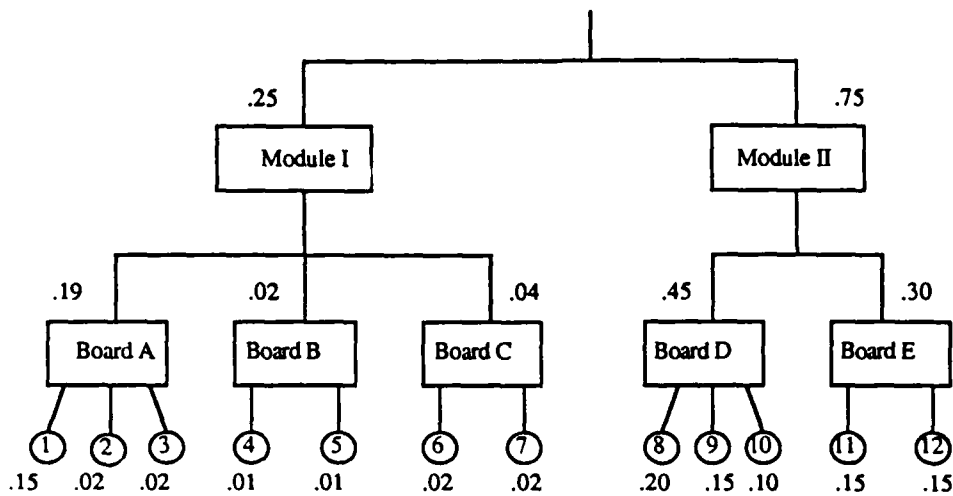 .25 .75
Module I Module II
.19 .02 .04 .45 .30
Board A Board B Board C Board D Board E
1 2 3 4 5 6 7 8 9 10 11 12
.15 .02 .02 .01 .01 .02 .02 .20 .15 .10 .15 .15